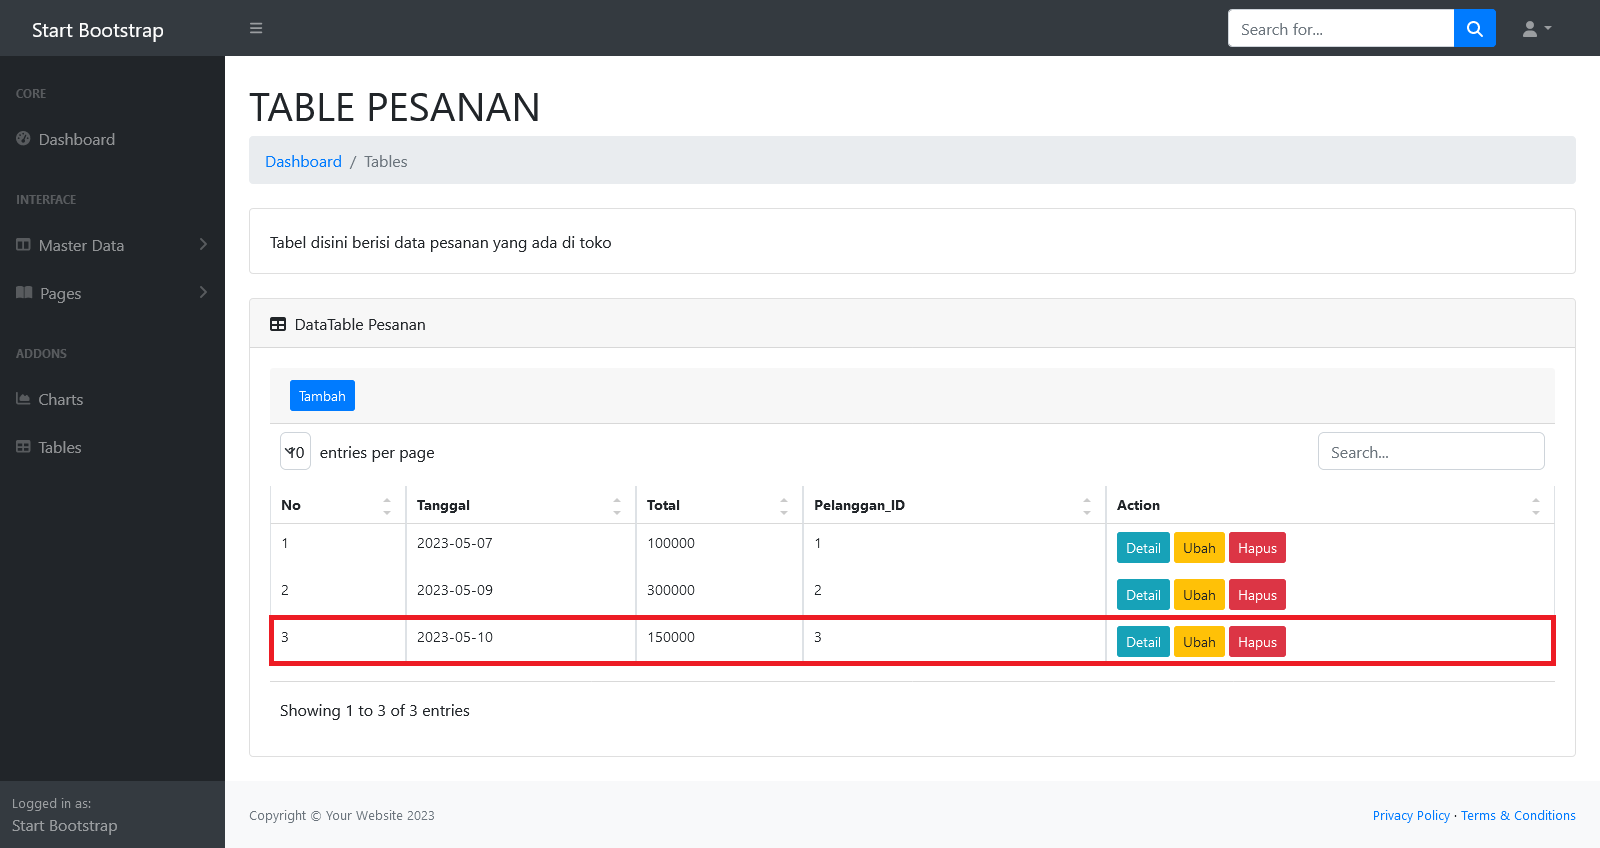 Start Bootstrap
Search for...
CORE
Dashboard
INTERFACE
Master Data
Pages
ADDONS
Charts
Tables
Logged in as:
Start Bootstrap
TABLE PESANAN
Dashboard / Tables
Tabel disini berisi data pesanan yang ada di toko
DataTable Pesanan
Tambah
10 entries per page
Search...
No Tanggal Total Pelanggan_ID Action
1 2023-05-07 100000 1 Detail Ubah Hapus
2 2023-05-09 300000 2 Detail Ubah Hapus
3 2023-05-10 150000 3 Detail Ubah Hapus
Showing 1 to 3 of 3 entries
Copyright © Your Website 2023
Privacy Policy · Terms & Conditions